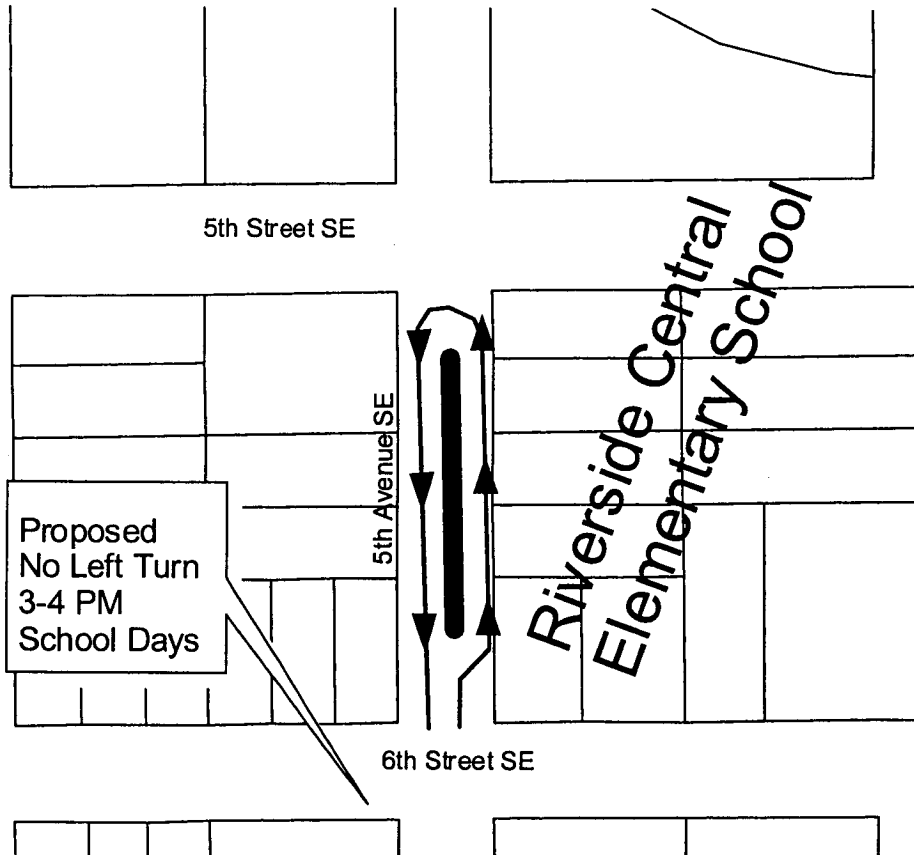 5th Street SE
5th Avenue SE
Riverside Central
Elementary School
Proposed
No Left Turn
3-4 PM
School Days
6th Street SE